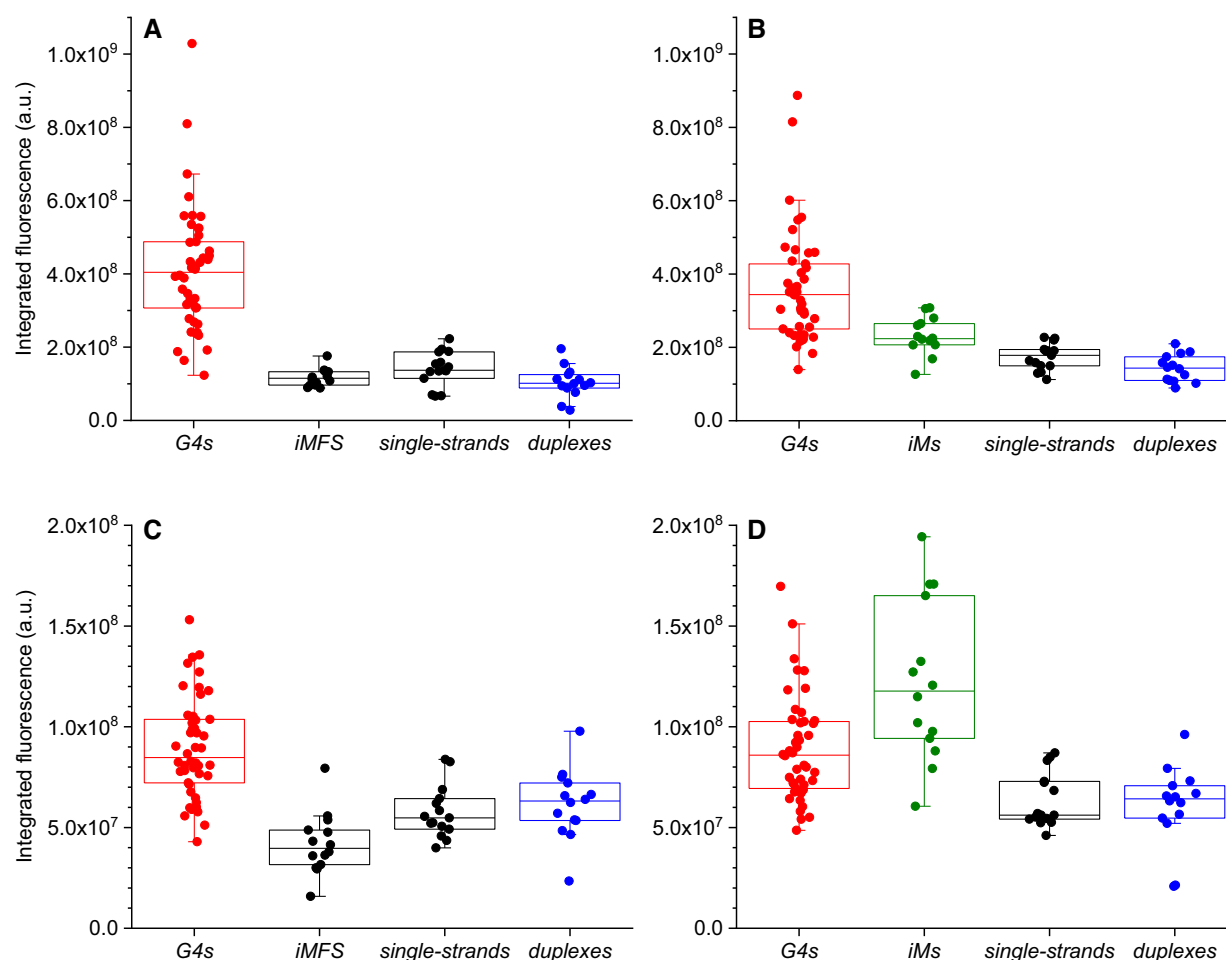 A
Integrated fluorescence (a.u.)
1.0x10⁹
8.0x10⁸
6.0x10⁸
4.0x10⁸
2.0x10⁸
0.0
G4s iMFS single-strands duplexes
B
1.0x10⁹
8.0x10⁸
6.0x10⁸
4.0x10⁸
2.0x10⁸
0.0
G4s iMs single-strands duplexes
C
Integrated fluorescence (a.u.)
2.0x10⁸
1.5x10⁸
1.0x10⁸
5.0x10⁷
0.0
G4s iMFS single-strands duplexes
D
2.0x10⁸
1.5x10⁸
1.0x10⁸
5.0x10⁷
0.0
G4s iMs single-strands duplexes